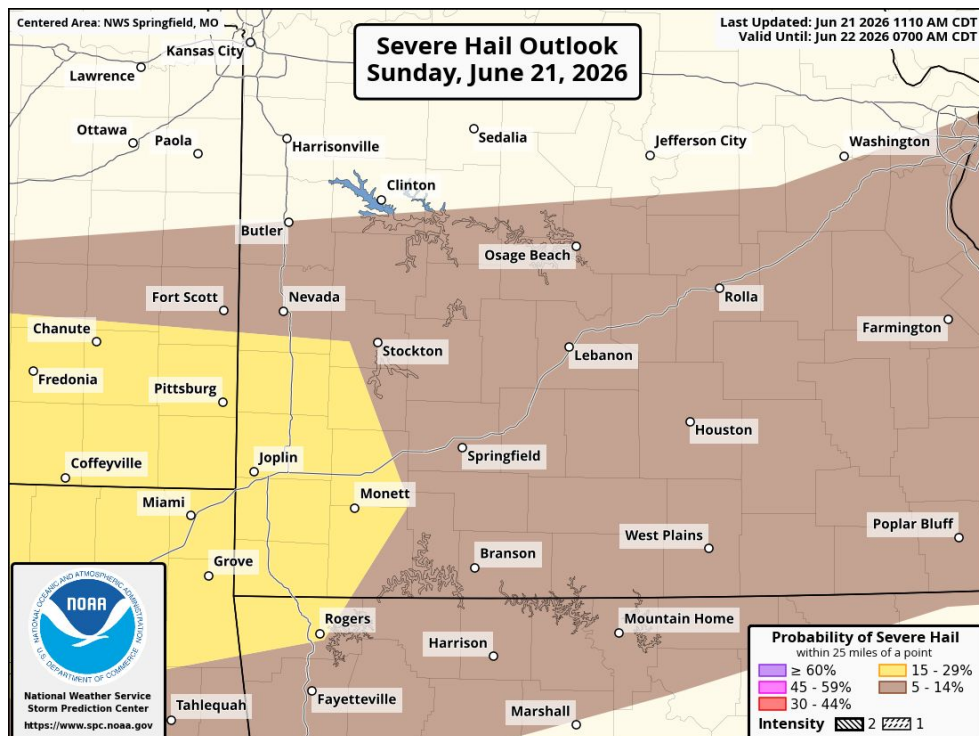 Centered Area: NWS Springfield, MO
Last Updated: Jun 21 2026 1110 AM CDT
Valid Until: Jun 22 2026 0700 AM CDT
Severe Hail Outlook
Sunday, June 21, 2026
Kansas City
Lawrence
Ottawa
Paola
Harrisonville
Sedalia
Jefferson City
Washington
Clinton
Butler
Osage Beach
Fort Scott
Nevada
Rolla
Chanute
Farmington
Stockton
Lebanon
Fredonia
Pittsburg
Houston
Joplin
Springfield
Coffeyville
Monett
Miami
Poplar Bluff
West Plains
Branson
Grove
Rogers
Mountain Home
Harrison
Fayetteville
Tahlequah
Marshall
NATIONAL OCEANIC AND ATMOSPHERIC ADMINISTRATION
NOAA
U.S. DEPARTMENT OF COMMERCE
National Weather Service
Storm Prediction Center
https://www.spc.noaa.gov
Probability of Severe Hail
within 25 miles of a point
≥ 60% 15 - 29%
45 - 59% 5 - 14%
30 - 44%
Intensity 2 1